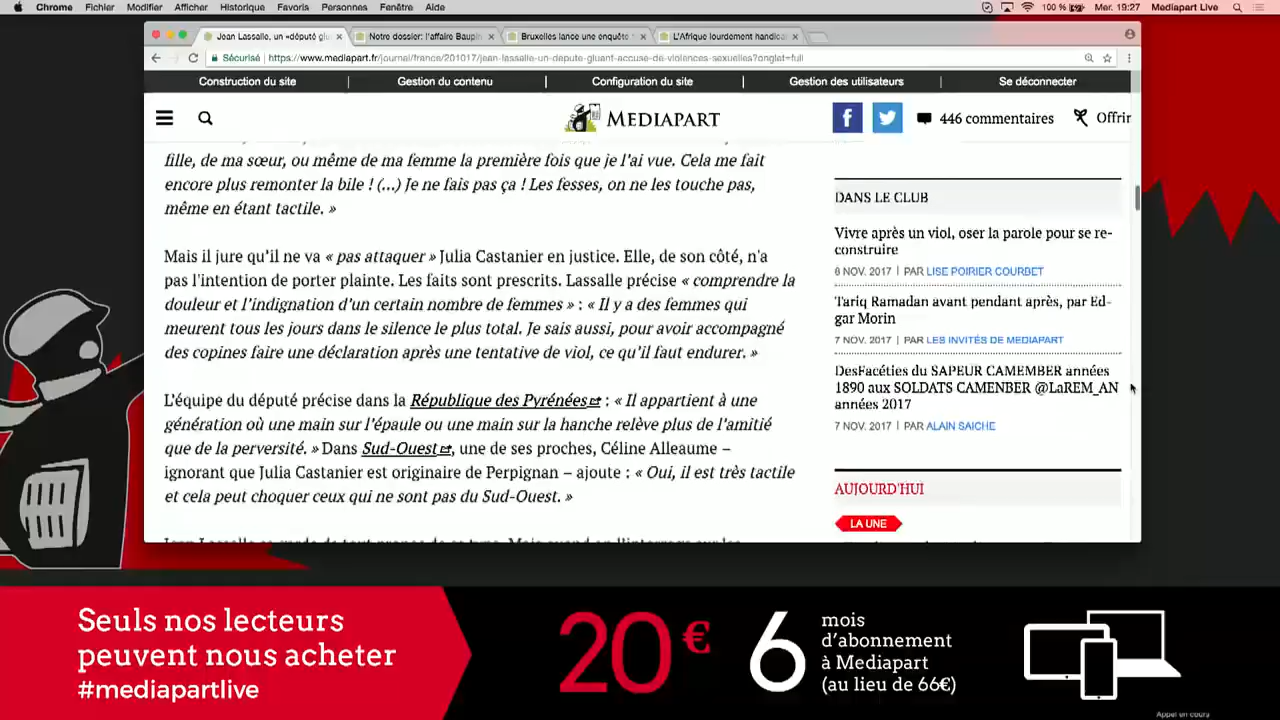 Chrome Fichier Modifier Afficher Historique Favoris Personnes Fenêtre Aide
100 % Mer. 19:27 Mediapart Live
Jean Lassalle, un «député glu
Notre dossier: l'affaire Baupin
Bruxelles lance une enquête
L'Afrique lourdement handica
Sécurisé https://www.mediapart.fr/journal/france/201017/jean-lassalle-un-depute-gluant-accuse-de-violences-sexuelles?onglet=full
Construction du site | Gestion du contenu | Configuration du site | Gestion des utilisateurs | Se déconnecter
MEDIAPART
446 commentaires
Offrir
fille, de ma sœur, ou même de ma femme la première fois que je l'ai vue. Cela me fait
encore plus remonter la bile ! (...) Je ne fais pas ça ! Les fesses, on ne les touche pas,
même en étant tactile. »
Mais il jure qu'il ne va « pas attaquer » Julia Castanier en justice. Elle, de son côté, n'a
pas l'intention de porter plainte. Les faits sont prescrits. Lassalle précise « comprendre la
douleur et l'indignation d'un certain nombre de femmes » : « Il y a des femmes qui
meurent tous les jours dans le silence le plus total. Je sais aussi, pour avoir accompagné
des copines faire une déclaration après une tentative de viol, ce qu'il faut endurer. »
L'équipe du député précise dans la République des Pyrénées : « Il appartient à une
génération où une main sur l'épaule ou une main sur la hanche relève plus de l'amitié
que de la perversité. » Dans Sud-Ouest, une de ses proches, Céline Alleaume –
ignorant que Julia Castanier est originaire de Perpignan – ajoute : « Oui, il est très tactile
et cela peut choquer ceux qui ne sont pas du Sud-Ouest. »
DANS LE CLUB
Vivre après un viol, oser la parole pour se re-
construire
6 NOV. 2017 | PAR LISE POIRIER COURBET
Tariq Ramadan avant pendant après, par Ed-
gar Morin
7 NOV. 2017 | PAR LES INVITÉS DE MEDIAPART
DesFacéties du SAPEUR CAMEMBER années
1890 aux SOLDATS CAMENBER @LaREM_AN
années 2017
7 NOV. 2017 | PAR ALAIN SAICHE
AUJOURD'HUI
LA UNE
Seuls nos lecteurs
peuvent nous acheter
#mediapartlive
20 €
6
mois
d'abonnement
à Mediapart
(au lieu de 66€)
Appel en cours